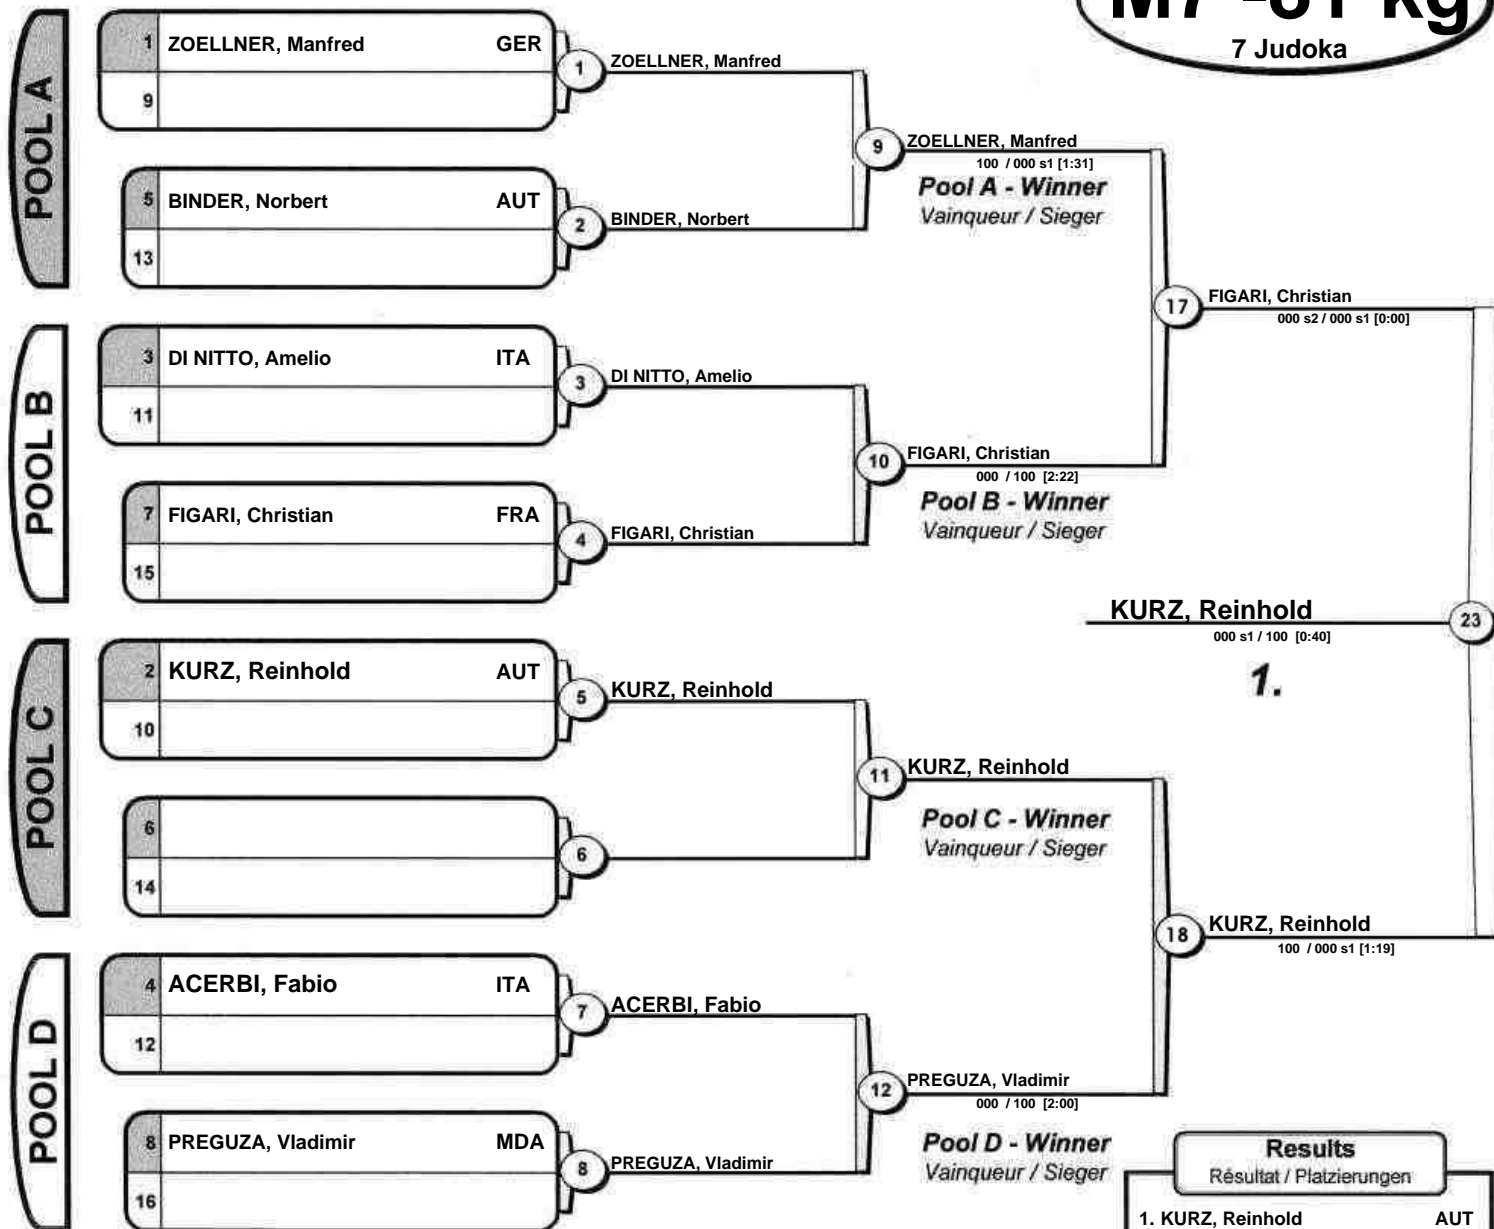 M7 -81 kg
7 Judoka
POOL A
1 ZOELLNER, Manfred GER
9
1 ZOELLNER, Manfred
5 BINDER, Norbert AUT
13
2 BINDER, Norbert
9 ZOELLNER, Manfred
100 / 000 s1 [1:31]
Pool A - Winner
Vainqueur / Sieger
POOL B
3 DI NITTO, Amelio ITA
11
3 DI NITTO, Amelio
7 FIGARI, Christian FRA
15
4 FIGARI, Christian
10 FIGARI, Christian
000 / 100 [2:22]
Pool B - Winner
Vainqueur / Sieger
17 FIGARI, Christian
000 s2 / 000 s1 [0:00]
KURZ, Reinhold 23
000 s1 / 100 [0:40]
1.
POOL C
2 KURZ, Reinhold AUT
10
5 KURZ, Reinhold
6
14
6
11 KURZ, Reinhold
Pool C - Winner
Vainqueur / Sieger
18 KURZ, Reinhold
100 / 000 s1 [1:19]
POOL D
4 ACERBI, Fabio ITA
12
7 ACERBI, Fabio
8 PREGUZA, Vladimir MDA
16
8 PREGUZA, Vladimir
12 PREGUZA, Vladimir
000 / 100 [2:00]
Pool D - Winner
Vainqueur / Sieger
Results
Résultat / Platzierungen
1. KURZ, Reinhold AUT